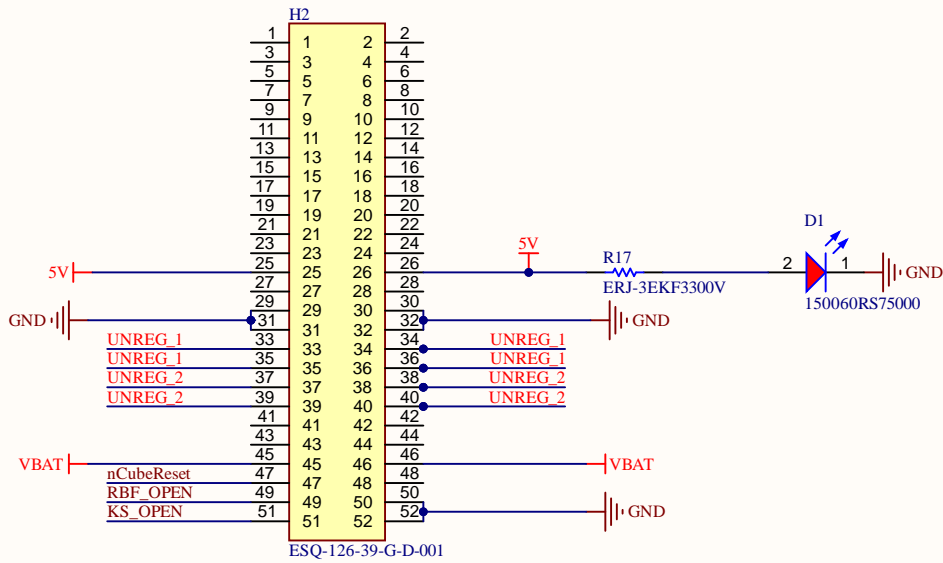 H2
1 1 2 2
3 3 4 4
5 5 6 6
7 7 8 8
9 9 10 10
11 11 12 12
13 13 14 14
15 15 16 16
17 17 18 18
19 19 20 20
21 21 22 22
23 23 24 24
5V 25 25 26 26 5V R17 ERJ-3EKF3300V 2 D1 1 GND 150060RS75000
27 27 28 28
29 29 30 30
GND 31 31 32 32 GND
UNREG_1 33 33 34 34 UNREG_1
UNREG_1 35 35 36 36 UNREG_1
UNREG_2 37 37 38 38 UNREG_2
UNREG_2 39 39 40 40 UNREG_2
41 41 42 42
43 43 44 44
VBAT 45 45 46 46 VBAT
nCubeReset 47 47 48 48
RBF_OPEN 49 49 50 50
KS_OPEN 51 51 52 52 GND
ESQ-126-39-G-D-001